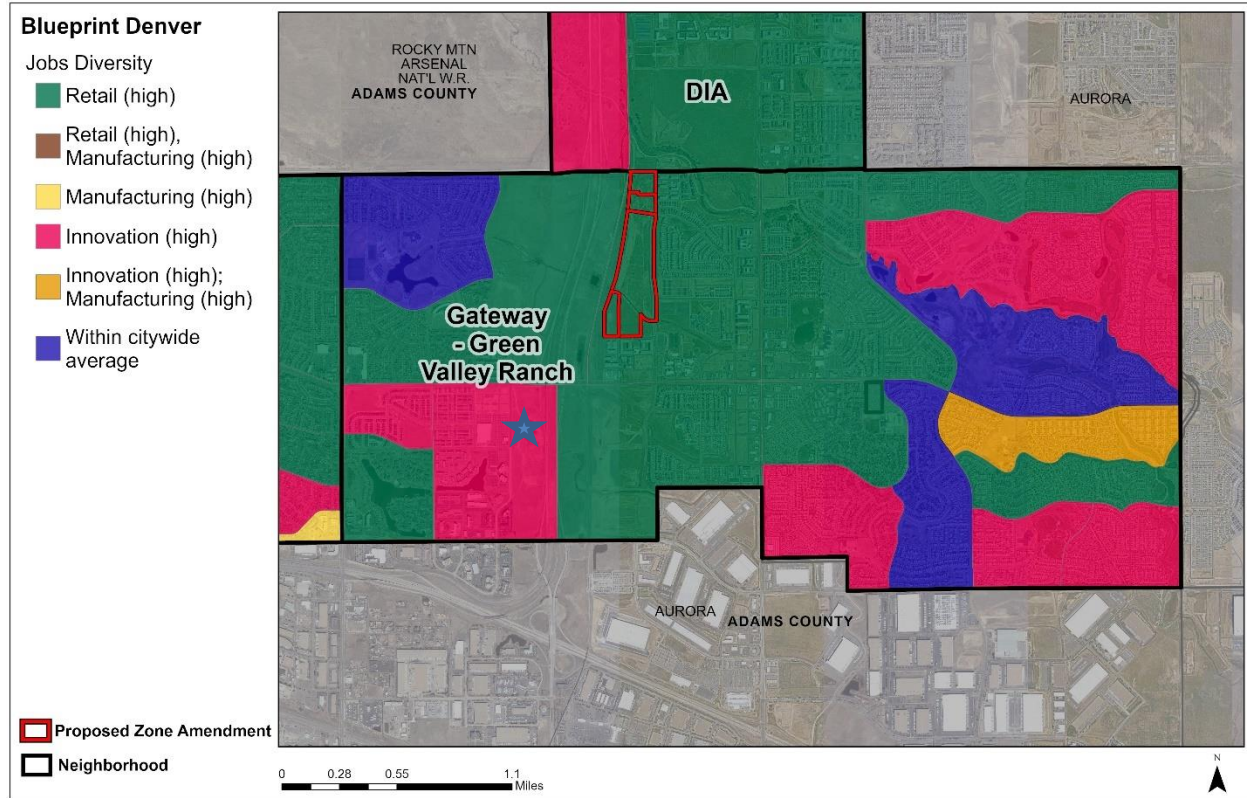 Blueprint Denver
Jobs Diversity
Retail (high)
Retail (high),
Manufacturing (high)
Manufacturing (high)
Innovation (high)
Innovation (high);
Manufacturing (high)
Within citywide
average
Proposed Zone Amendment
Neighborhood
ROCKY MTN
ARSENAL
NAT'L W.R.
ADAMS COUNTY
DIA
AURORA
Gateway
- Green
Valley Ranch
AURORA
ADAMS COUNTY
0 0.28 0.55 1.1
Miles
N